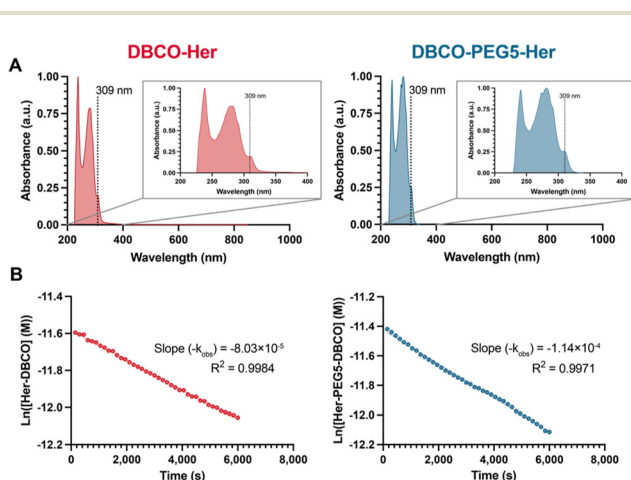 DBCO-Her
DBCO-PEG5-Her
A
Absorbance (a.u.)
1.00
0.75
0.50
0.25
0.00
309 nm
200 400 600 800 1000
Wavelength (nm)
Absorbance (a.u.)
1.00
0.75
0.50
0.25
0.00
309 nm
200 250 300 350 400
Wavelength (nm)
Absorbance (a.u.)
1.00
0.75
0.50
0.25
0.00
309 nm
200 400 600 800 1000
Wavelength (nm)
Absorbance (a.u.)
1.00
0.75
0.50
0.25
0.00
309 nm
200 250 300 350 400
Wavelength (nm)
B
Ln([Her-DBCO] (M))
-11.4
-11.6
-11.8
-12.0
-12.2
Slope (-kobs) = -8.03×10-5
R2 = 0.9984
0 2,000 4,000 6,000 8,000
Time (s)
Ln([Her-PEG5-DBCO] (M))
-11.2
-11.4
-11.6
-11.8
-12.0
-12.2
Slope (-kobs) = -1.14×10-4
R2 = 0.9971
0 2,000 4,000 6,000 8,000
Time (s)